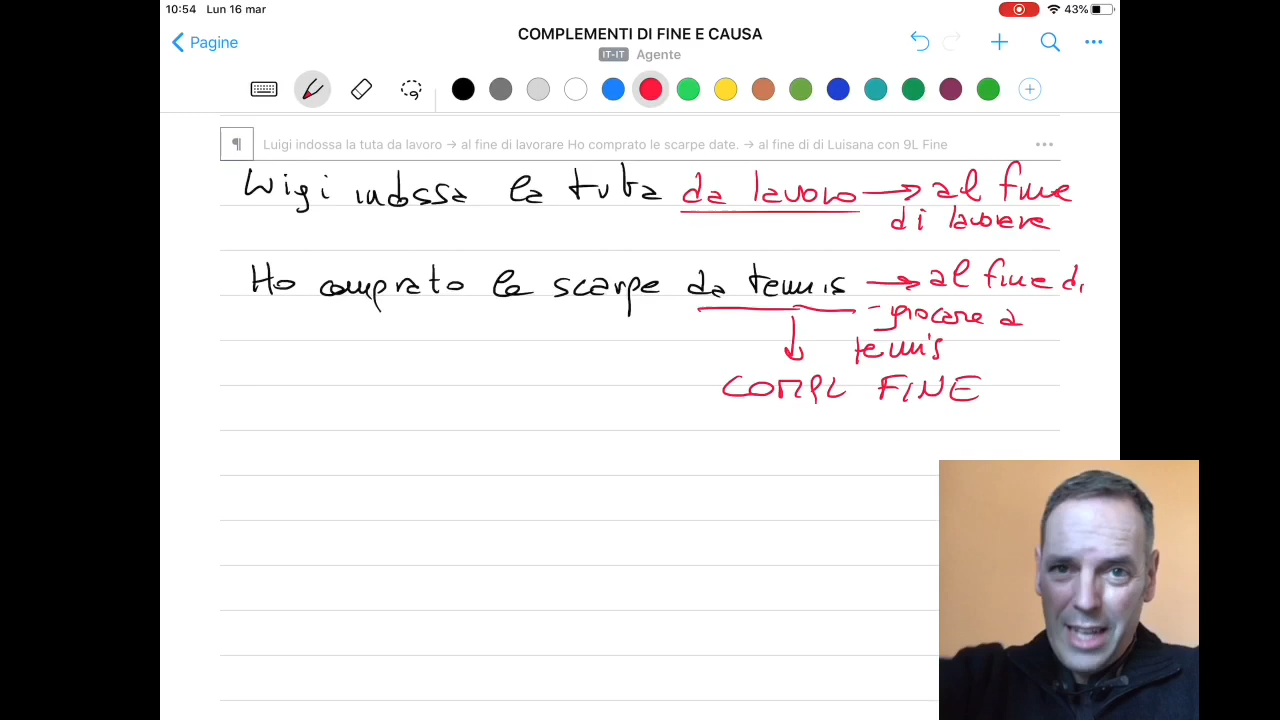 10:54 Lun 16 mar 43%
Pagine
COMPLEMENTI DI FINE E CAUSA
IT-IT Agente
¶ Luigi indossa la tuta da lavoro → al fine di lavorare Ho comprato le scarpe date. → al fine di di Luisana con 9L Fine
Luigi indossa la tuta da lavoro → al fine
di lavorare
Ho comprato le scarpe da tennis → al fine di
giocare a
tennis
COMPL FINE